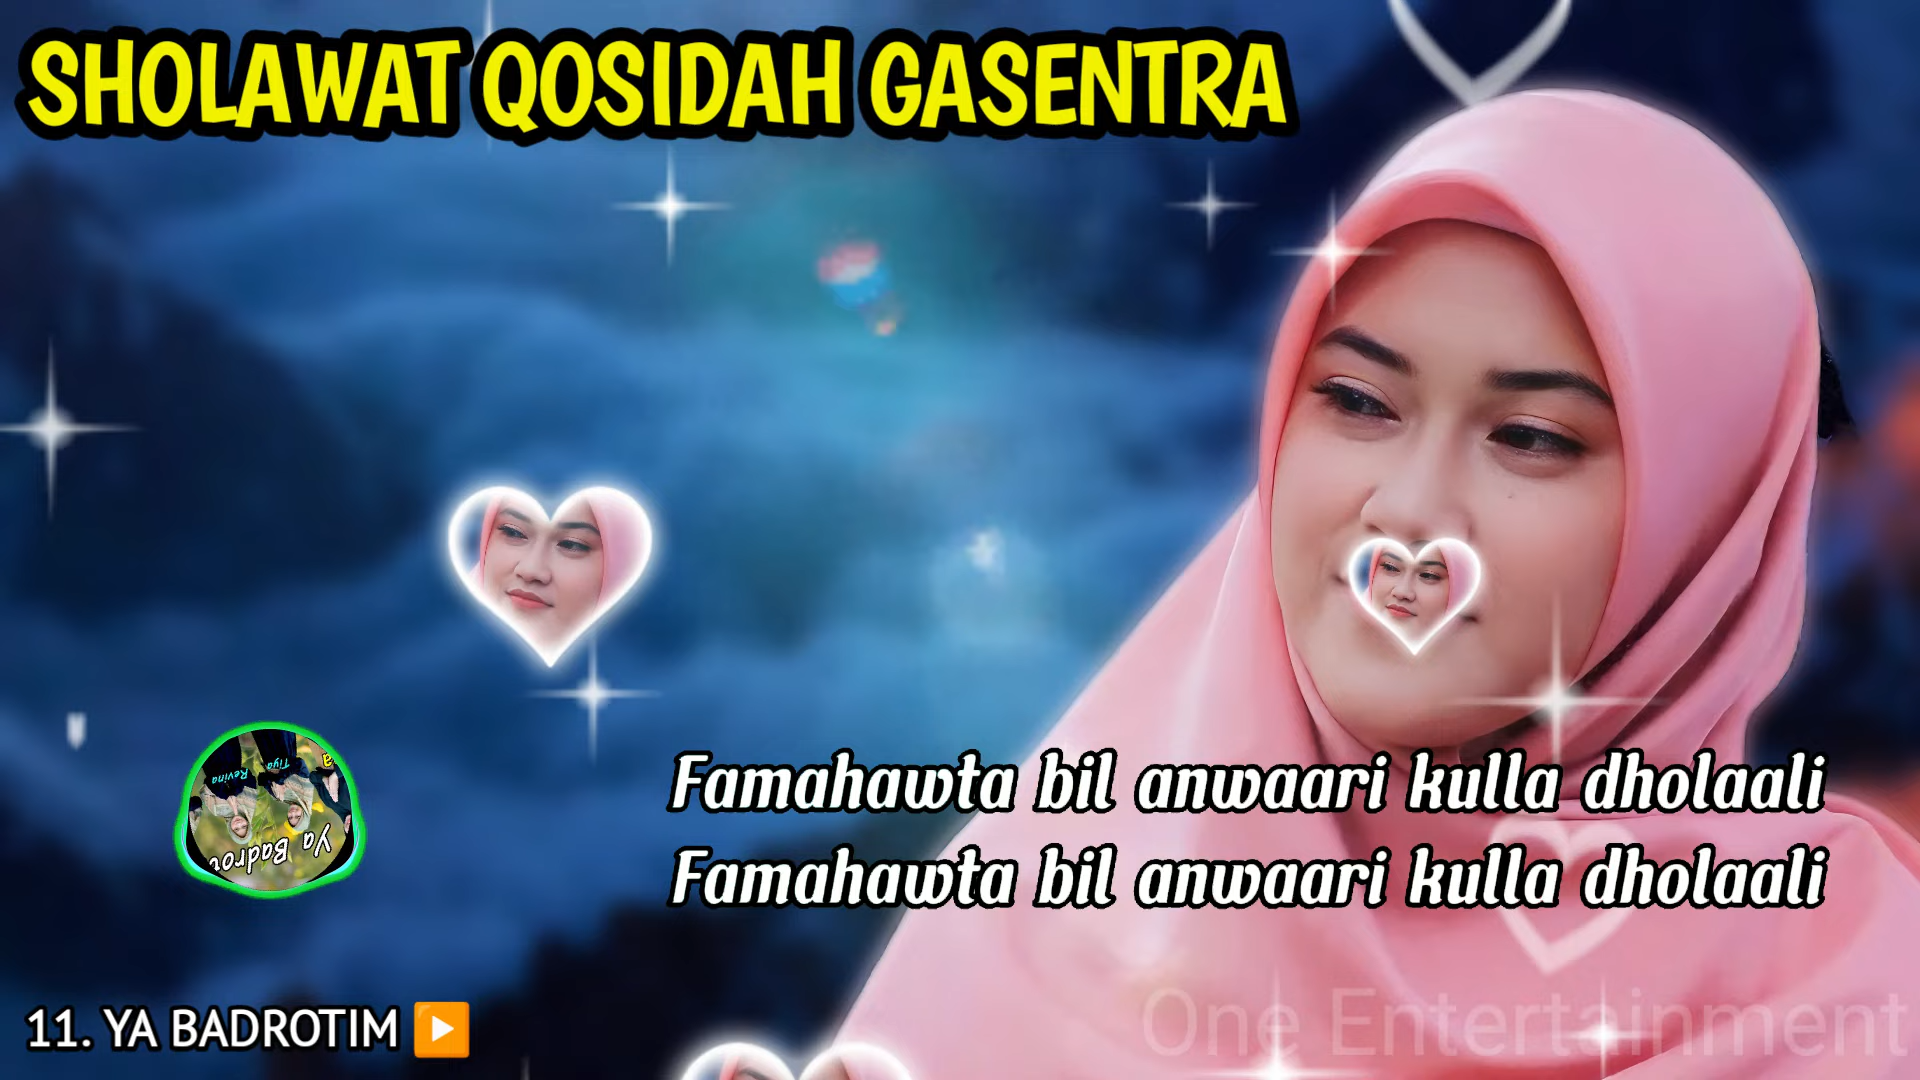 SHOLAWAT QOSIDAH GASENTRA
Revina
Tiya
Ya Badrot
Famahawta bil anwaari kulla dholaali
Famahawta bil anwaari kulla dholaali
11. YA BADROTIM
One Entertainment